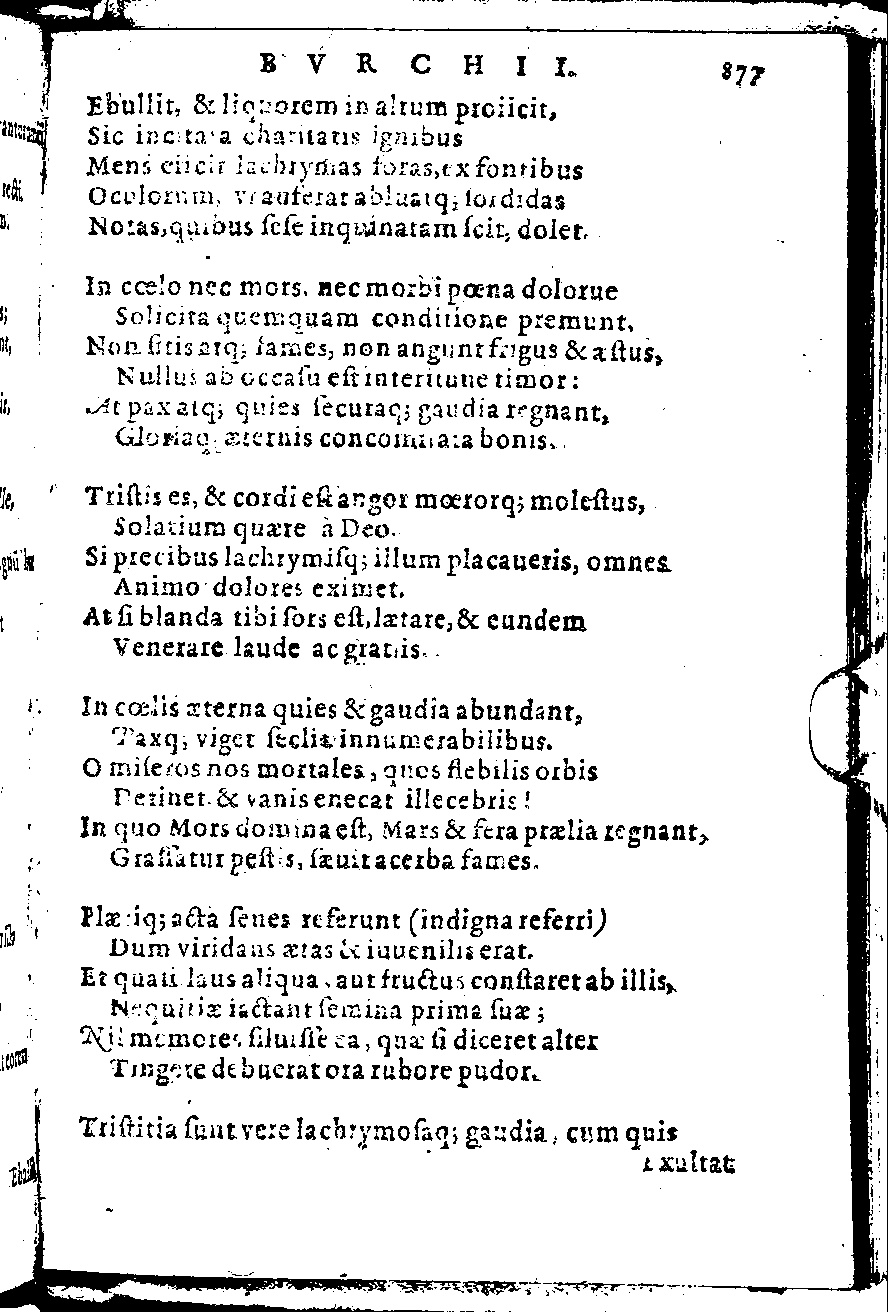 BVRCHII.
877
Ebullit, & liquorem in altum proiicit,
Sic incitata charitatis ignibus
Mens eiicit lachrymas foras, ex fontibus
Oculorum, vt auferat abluatq; sordidas
Notas, quibus sese inquinatam scit, dolet.
In cœlo nec mors, nec morbi pœna dolorue
Solicita quemquam conditione premunt,
Non sitis atq; fames, non angunt frigus & æstus,
Nullus ab occasu est interituue timor:
At pax atq; quies securaq; gaudia regnant,
Gloriaq; æternis concomitata bonis.
Tristis es, & cordi est angor mœrorq; molestus,
Solatium quære à Deo.
Si precibus lachrymisq; illum placaueris, omnes
Animo dolores eximet.
At si blanda tibi sors est, lætare, & eundem
Venerare laude ac gratiis.
In cœlis æterna quies & gaudia abundant,
Paxq; viget seclis innumerabilibus.
O miseros nos mortales, quos flebilis orbis
Detinet & vanis enecat illecebris!
In quo Mors domina est, Mars & fera prælia regnant,
Grassatur pestis, sæuit acerba fames.
Plæriq; acta senes referunt (indigna referri)
Dum viridans ætas & iuuenilis erat.
Et quasi laus aliqua, aut fructus constaret ab illis,
Nequitiæ iactant semina prima suæ;
Nil memores siluisse ea, quæ si diceret alter
Tingere debuerat ora rubore pudor.
Tristitia sunt vere lachrymosaq; gaudia, cum quis
Exultat